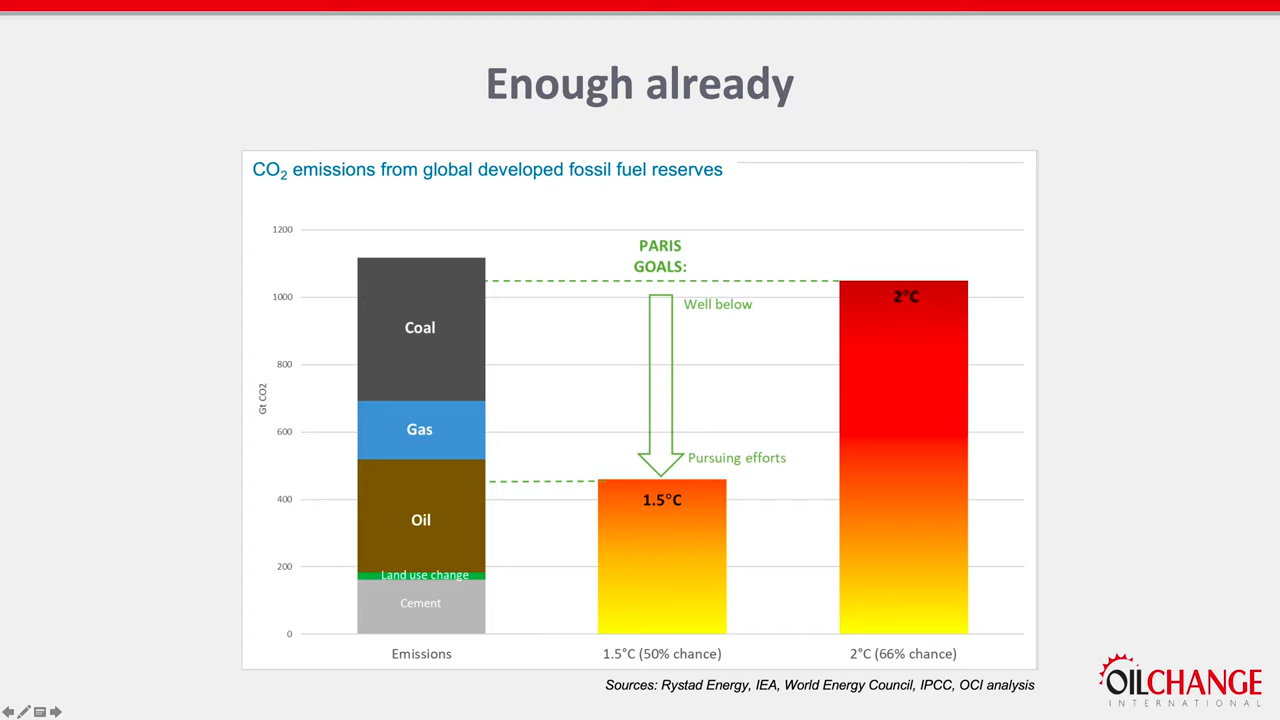 Enough already
CO₂ emissions from global developed fossil fuel reserves
1200
1000
800
600
400
200
0
Gt CO2
Coal
Gas
Oil
Land use change
Cement
PARIS
GOALS:
Well below
Pursuing efforts
1.5°C
2°C
Emissions
1.5°C (50% chance)
2°C (66% chance)
Sources: Rystad Energy, IEA, World Energy Council, IPCC, OCI analysis
OILCHANGE
INTERNATIONAL